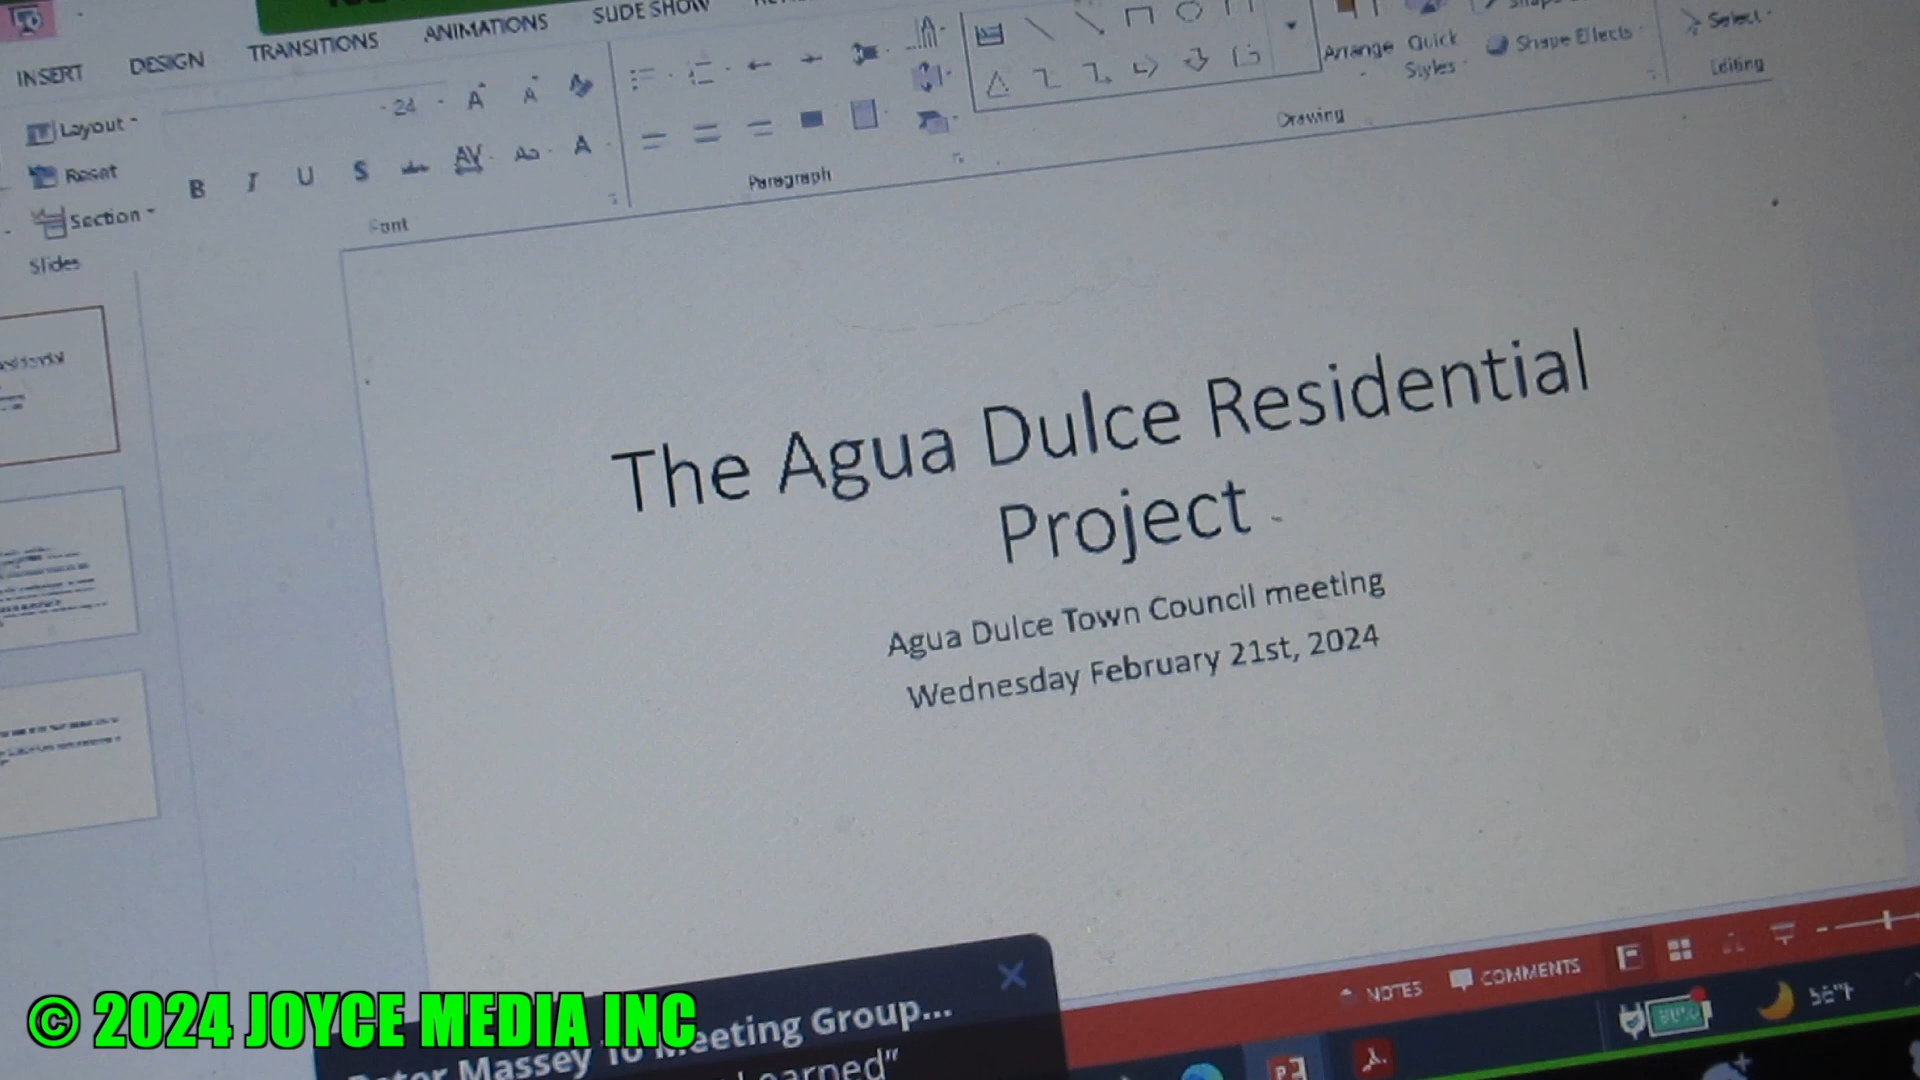 INSERT DESIGN TRANSITIONS ANIMATIONS SLIDE SHOW
Layout
Reset
Section
Slides
24
B I U S
Font
Paragraph
Arrange Quick Styles
Shape Effects
Drawing
Select
Editing
The Agua Dulce Residential
Project
Agua Dulce Town Council meeting
Wednesday February 21st, 2024
NOTES COMMENTS
Massey To Meeting Group...
© 2024 JOYCE MEDIA INC